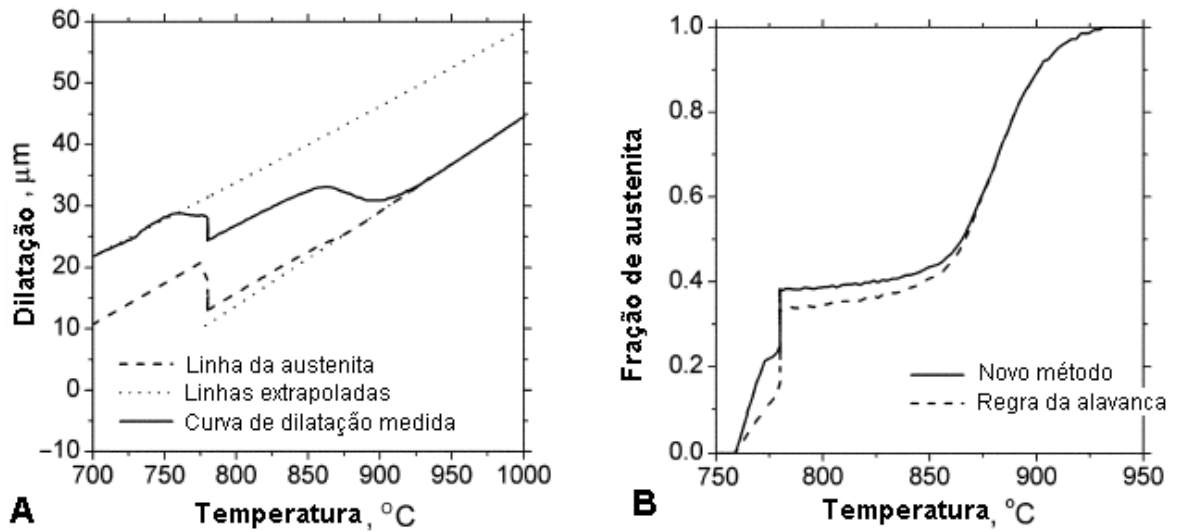 60
50
40
30
20
10
0
−10
Dilatação , μm
Linha da austenita
Linhas extrapoladas
Curva de dilatação medida
700 750 800 850 900 950 1000
Temperatura, °C
A
1.0
0.8
0.6
0.4
0.2
0.0
Fração de austenita
Novo método
Regra da alavanca
750 800 850 900 950
Temperatura, °C
B